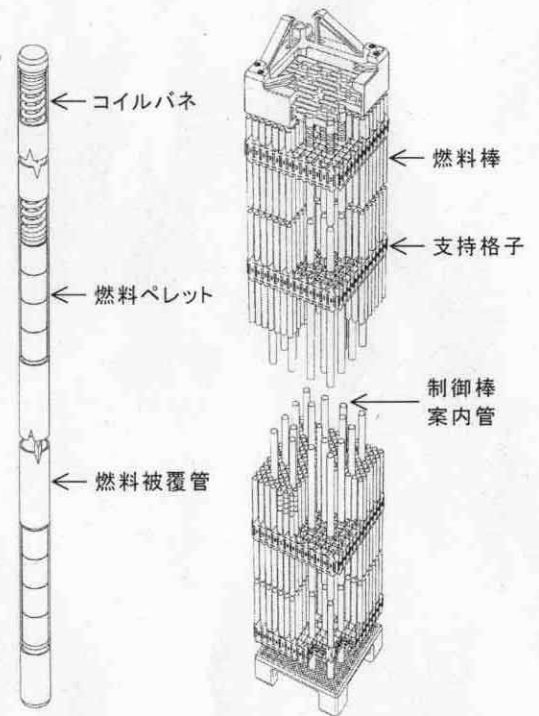 コイルバネ
燃料ペレット
燃料被覆管
燃料棒
支持格子
制御棒
案内管